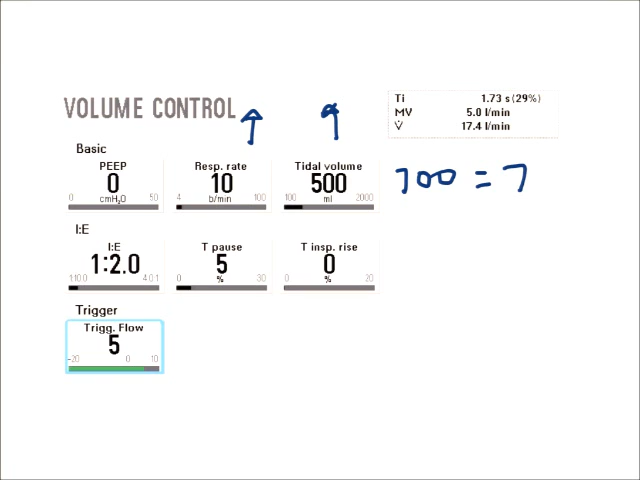 VOLUME CONTROL
Ti 1.73 s (29%)
MV 5.0 l/min
V̇ 17.4 l/min
Basic
PEEP
0
0 cmH₂O 50
Resp. rate
10
4 b/min 100
Tidal volume
500
100 ml 2000
700 = 7
I:E
I:E
1:2.0
1:10.0 4.0:1
T pause
5
0 % 30
T insp. rise
0
0 % 20
Trigger
Trigg. Flow
5
-20 0 10